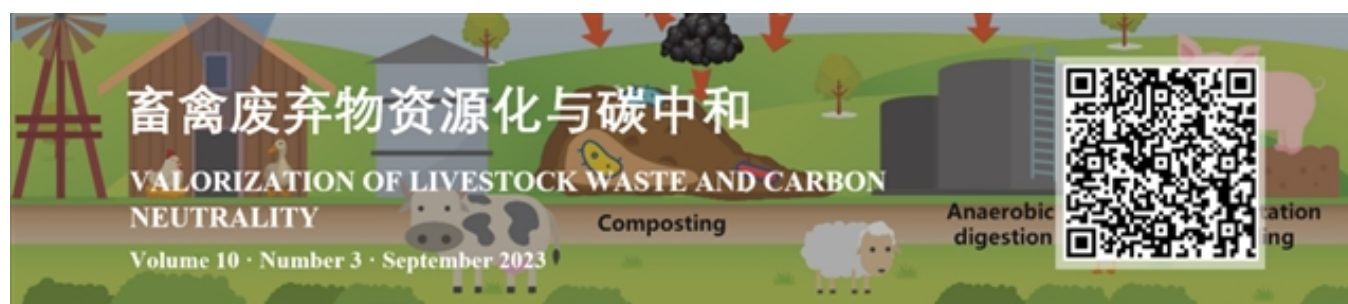 畜禽废弃物资源化与碳中和
VALORIZATION OF LIVESTOCK WASTE AND CARBON
NEUTRALITY
Volume 10 · Number 3 · September 2023
Composting
Anaerobic
digestion